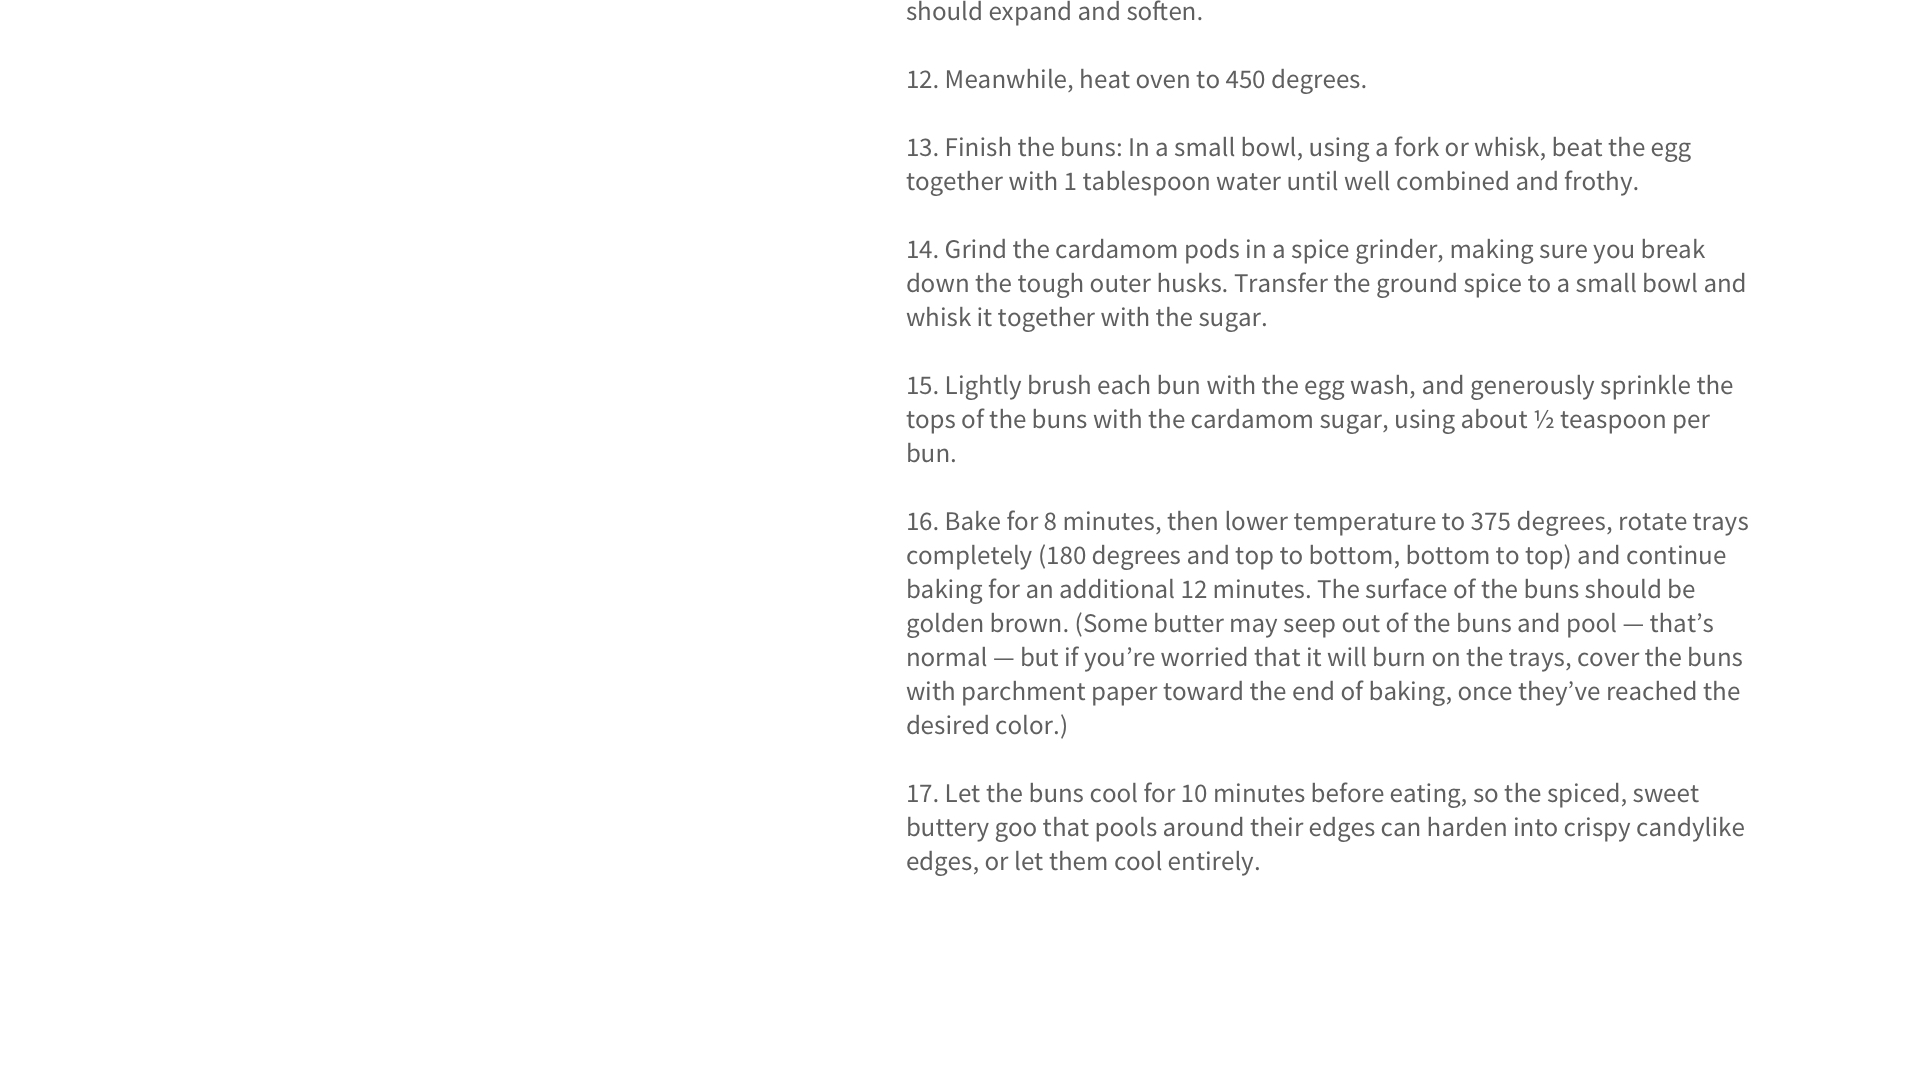 should expand and soften.
12. Meanwhile, heat oven to 450 degrees.
13. Finish the buns: In a small bowl, using a fork or whisk, beat the egg
together with 1 tablespoon water until well combined and frothy.
14. Grind the cardamom pods in a spice grinder, making sure you break
down the tough outer husks. Transfer the ground spice to a small bowl and
whisk it together with the sugar.
15. Lightly brush each bun with the egg wash, and generously sprinkle the
tops of the buns with the cardamom sugar, using about ½ teaspoon per
bun.
16. Bake for 8 minutes, then lower temperature to 375 degrees, rotate trays
completely (180 degrees and top to bottom, bottom to top) and continue
baking for an additional 12 minutes. The surface of the buns should be
golden brown. (Some butter may seep out of the buns and pool — that’s
normal — but if you’re worried that it will burn on the trays, cover the buns
with parchment paper toward the end of baking, once they’ve reached the
desired color.)
17. Let the buns cool for 10 minutes before eating, so the spiced, sweet
buttery goo that pools around their edges can harden into crispy candylike
edges, or let them cool entirely.